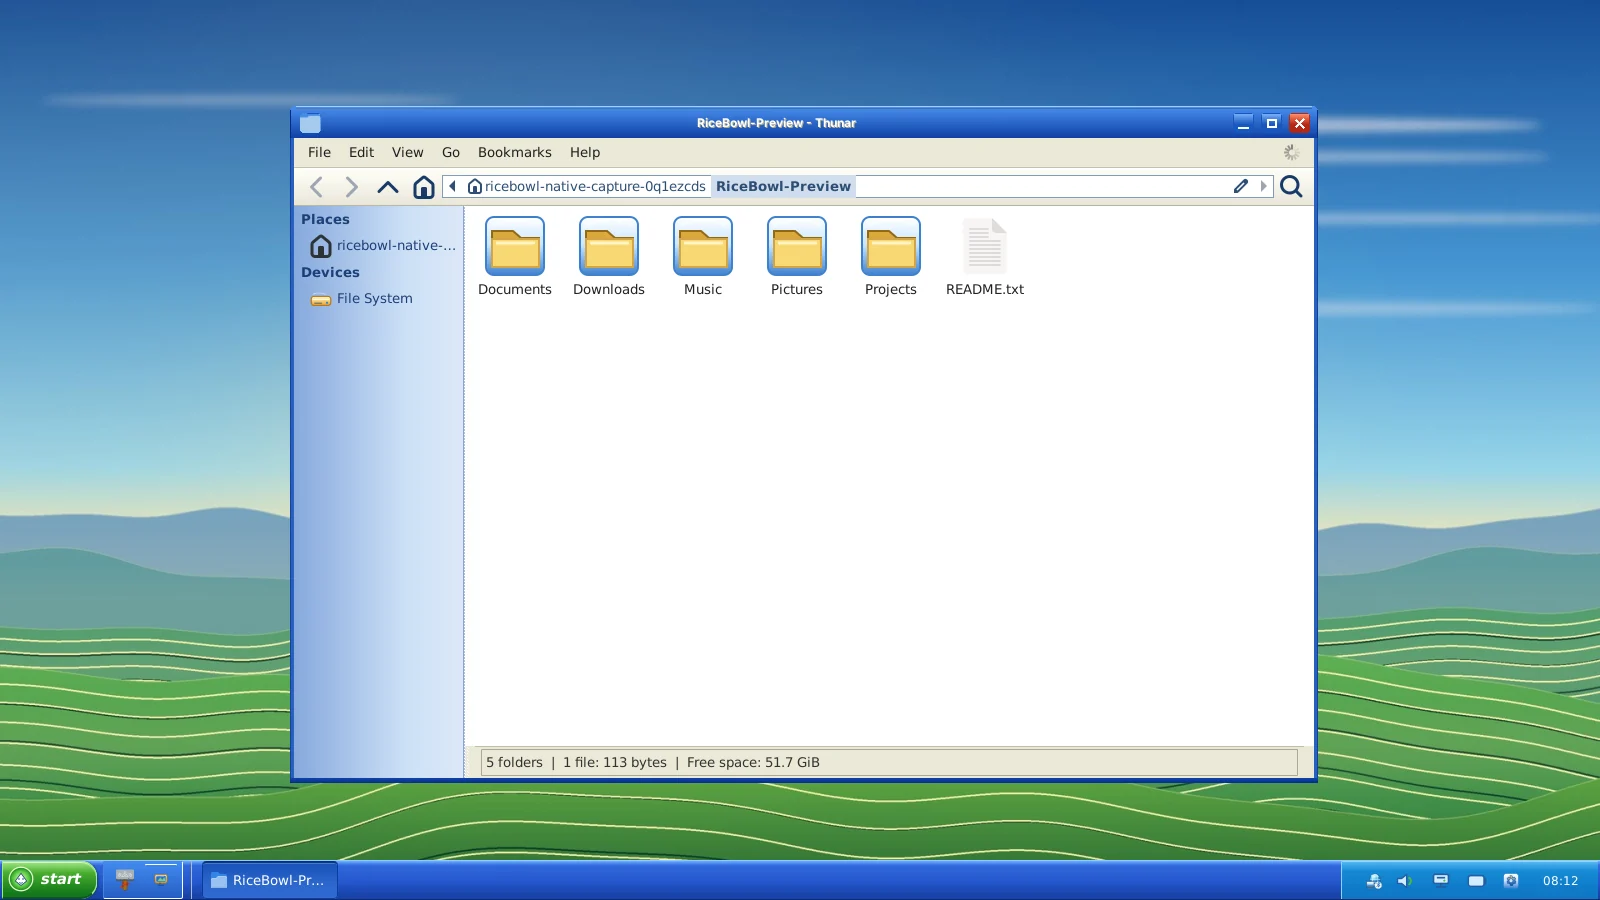 RiceBowl-Preview - Thunar
File Edit View Go Bookmarks Help
ricebowl-native-capture-0q1ezcds RiceBowl-Preview
Places
ricebowl-native-...
Devices
File System
Documents Downloads Music Pictures Projects README.txt
5 folders | 1 file: 113 bytes | Free space: 51.7 GiB
start RiceBowl-Pr... 08:12